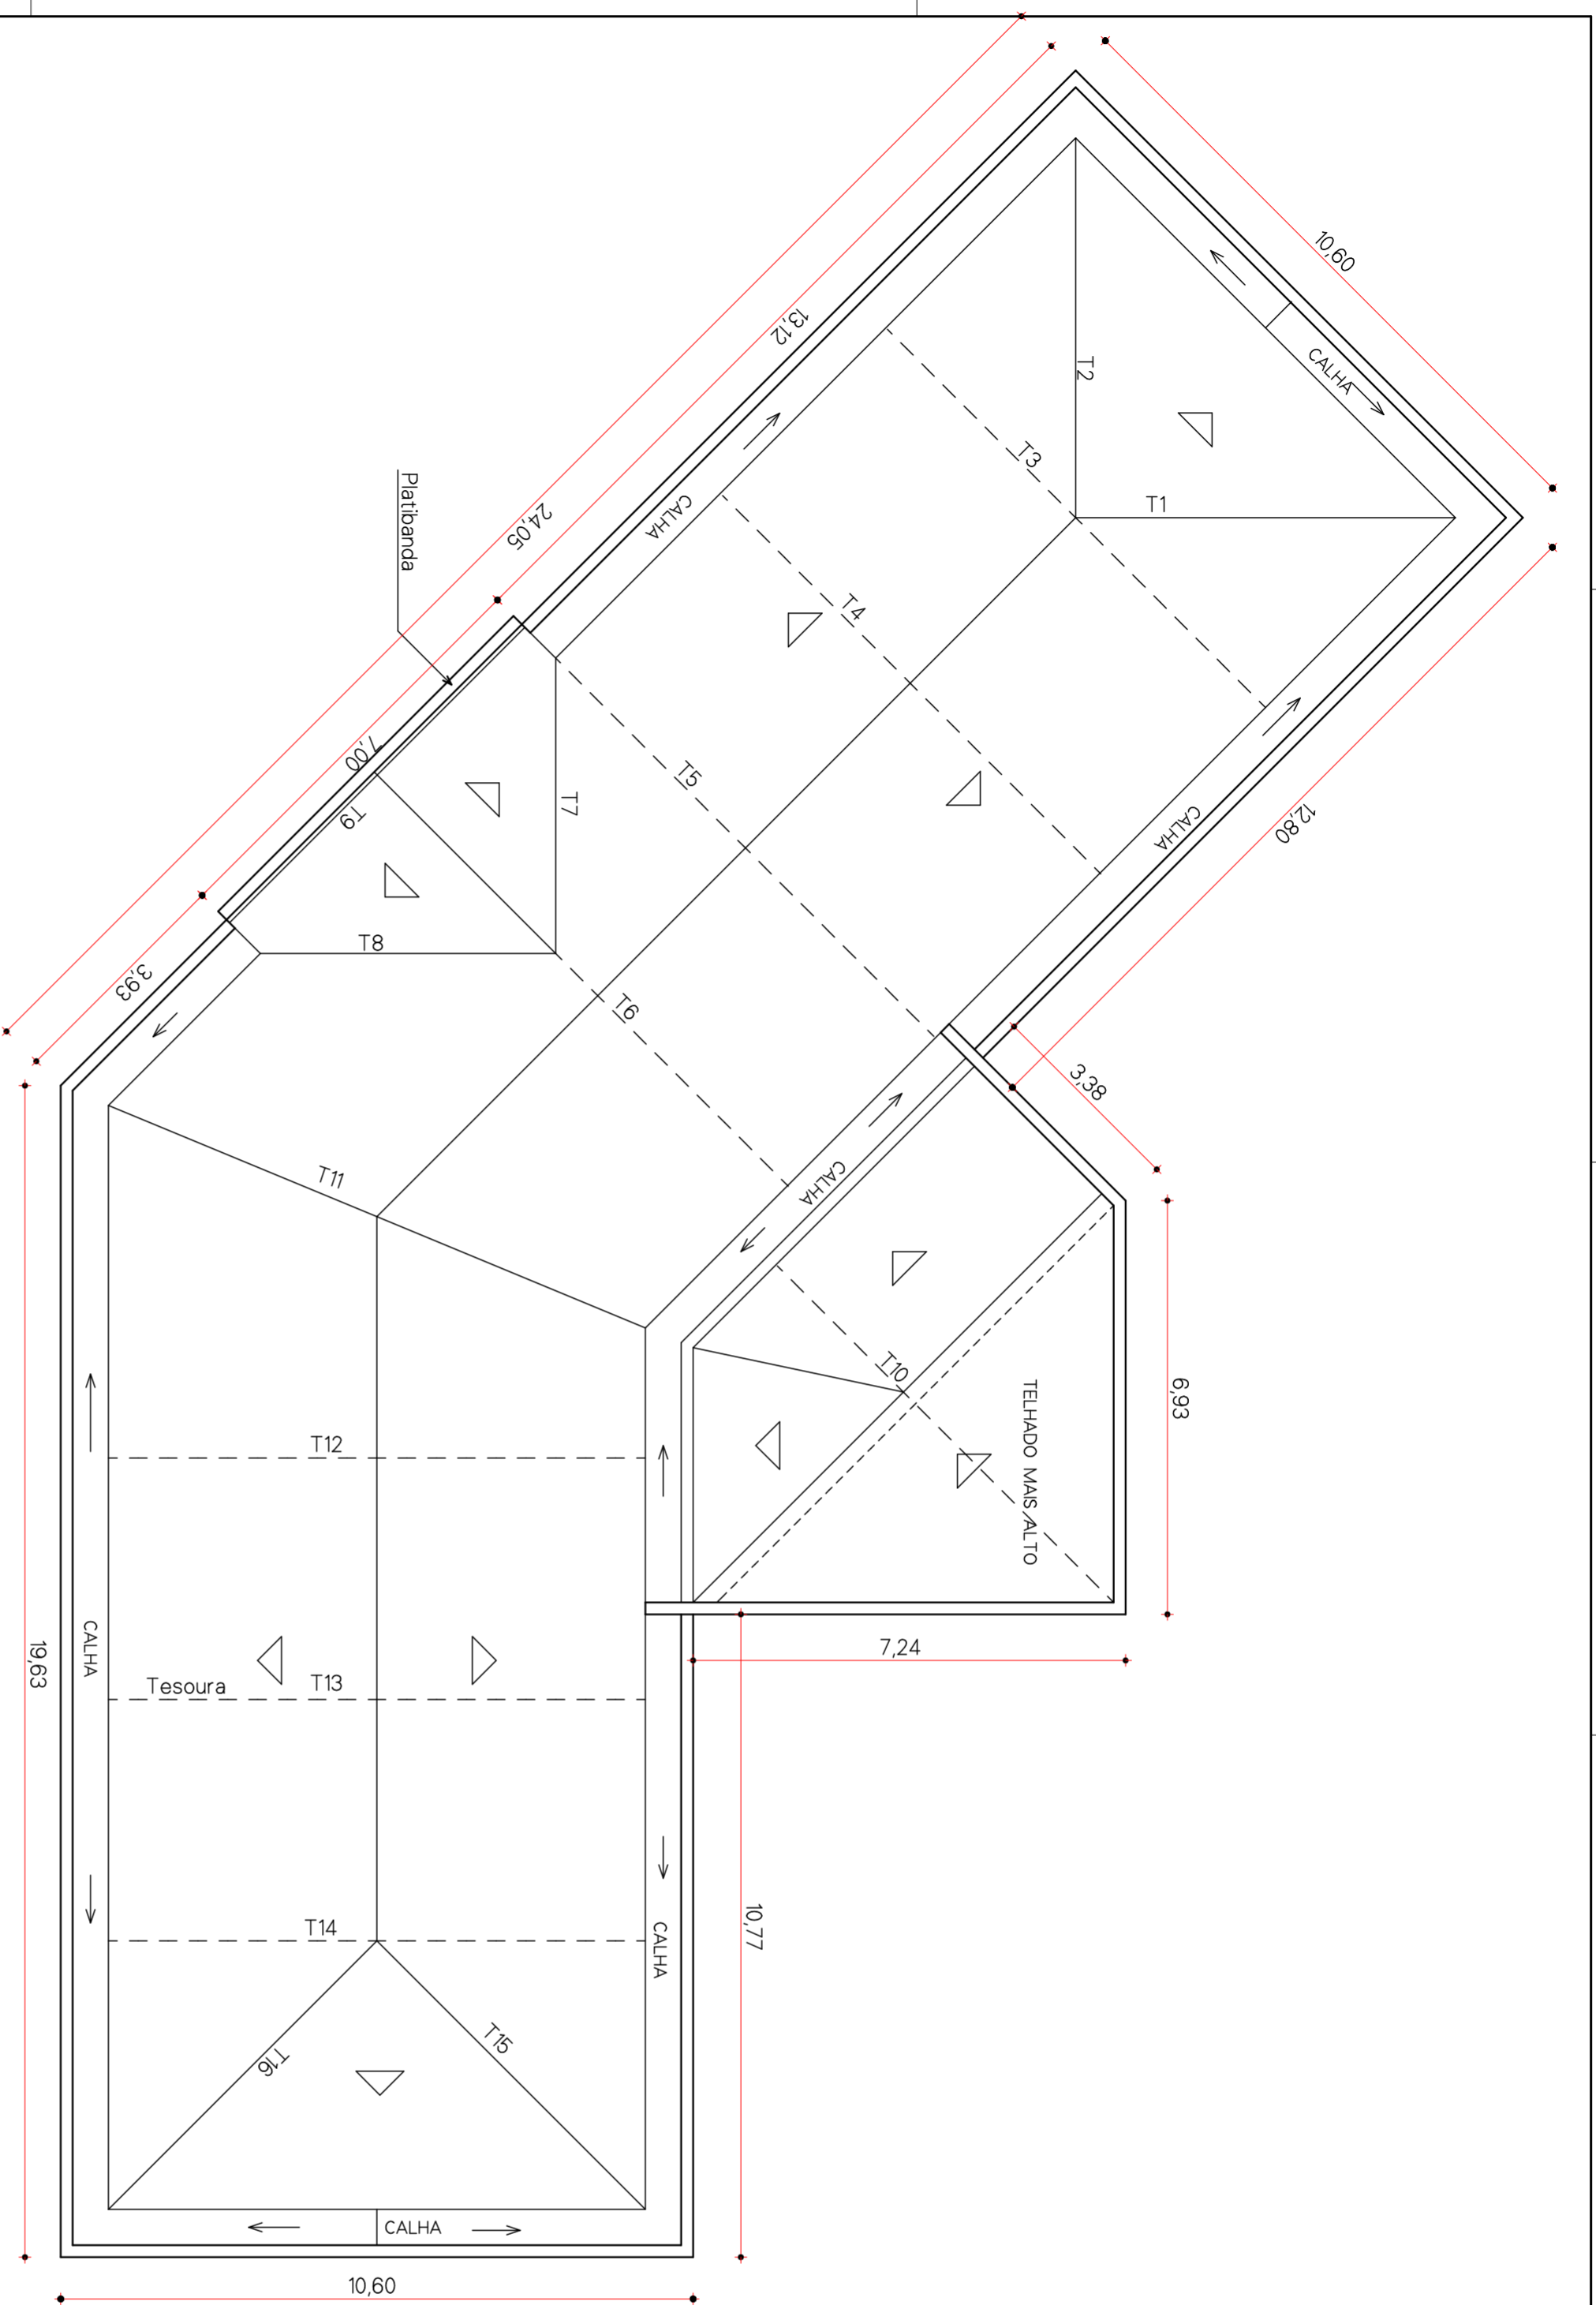 10,60
CALHA
13,12
T2
T3
T1
Platibanda
CALHA
24,05
T4
7,00
T9
T7
T5
CALHA
12,80
T8
3,93
T6
3,38
CALHA
T11
T10
TELHADO MAIS ALTO
6,93
T12
CALHA
19,63
Tesoura
T13
7,24
T14
CALHA
10,77
T16
T15
CALHA
10,60